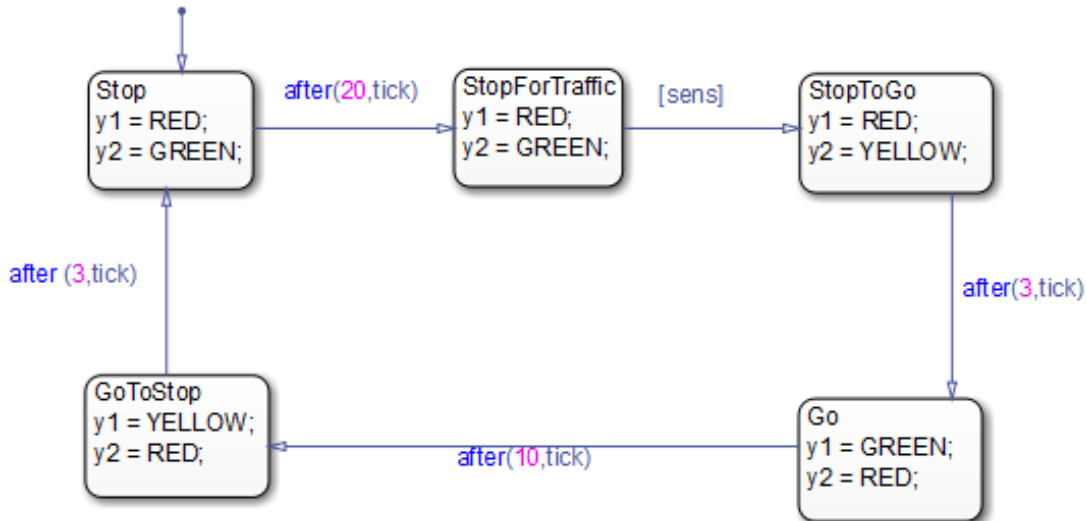 Stop
y1 = RED;
y2 = GREEN;
after(20,tick)
StopForTraffic
y1 = RED;
y2 = GREEN;
[sens]
StopToGo
y1 = RED;
y2 = YELLOW;
after (3,tick)
after(3,tick)
GoToStop
y1 = YELLOW;
y2 = RED;
after(10,tick)
Go
y1 = GREEN;
y2 = RED;